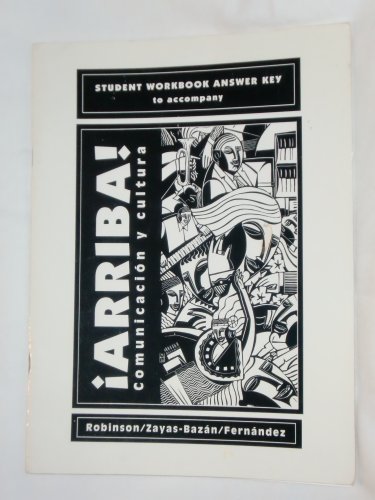 STUDENT WORKBOOK ANSWER KEY
to accompany
¡ARRIBA!
Comunicación y cultura
Robinson/Zayas-Bazán/Fernández